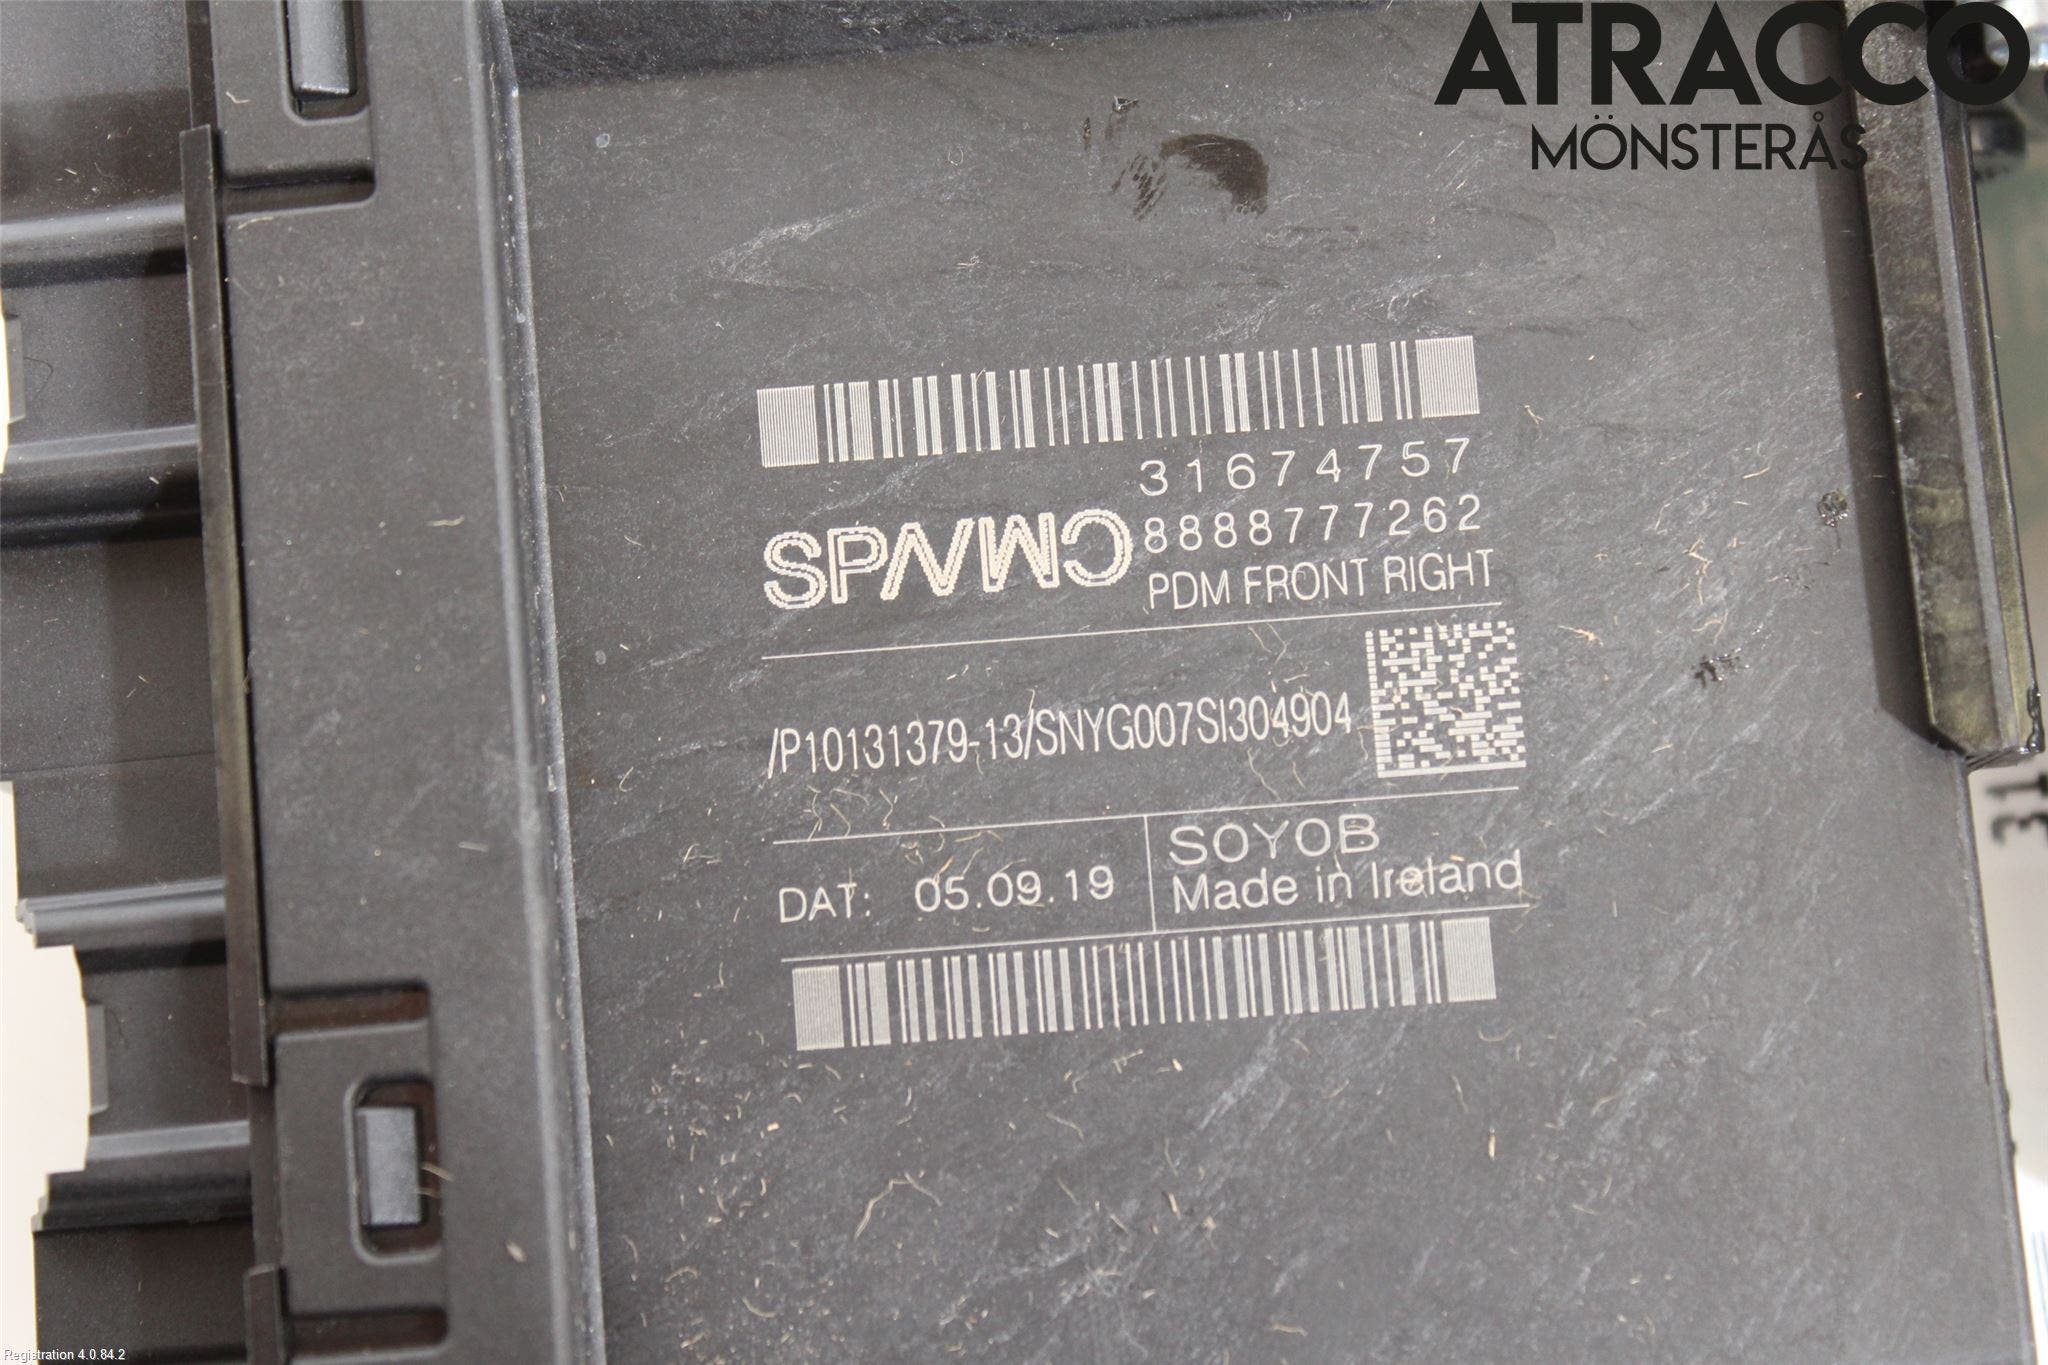 ATRACCO
MÖNSTERÅS
31674757
8888777262
PDM FRONT RIGHT
/P10131379-13/SNYG007SI304904
DAT: 05.09.19
SOYOB
Made in Ireland
31
Registration 4.0.84.2